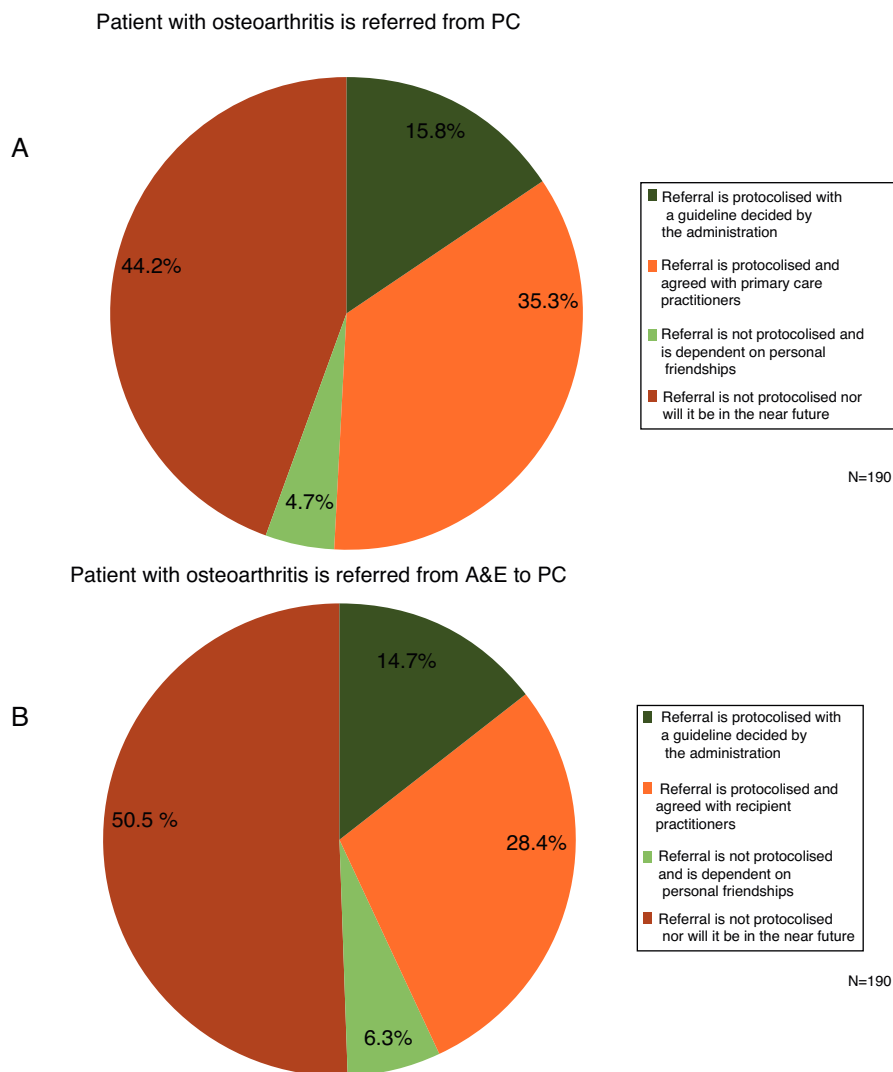 Patient with osteoarthritis is referred from PC
A
15.8%
44.2%
35.3%
4.7%
Referral is protocolised with
a guideline decided by
the administration
Referral is protocolised and
agreed with primary care
practitioners
Referral is not protocolised and
is dependent on personal
friendships
Referral is not protocolised nor
will it be in the near future
N=190
Patient with osteoarthritis is referred from A&E to PC
B
14.7%
50.5 %
28.4%
6.3%
Referral is protocolised with
a guideline decided by
the administration
Referral is protocolised and
agreed with recipient
practitioners
Referral is not protocolised
and is dependent on
personal friendships
Referral is not protocolised
nor will it be in the near future
N=190